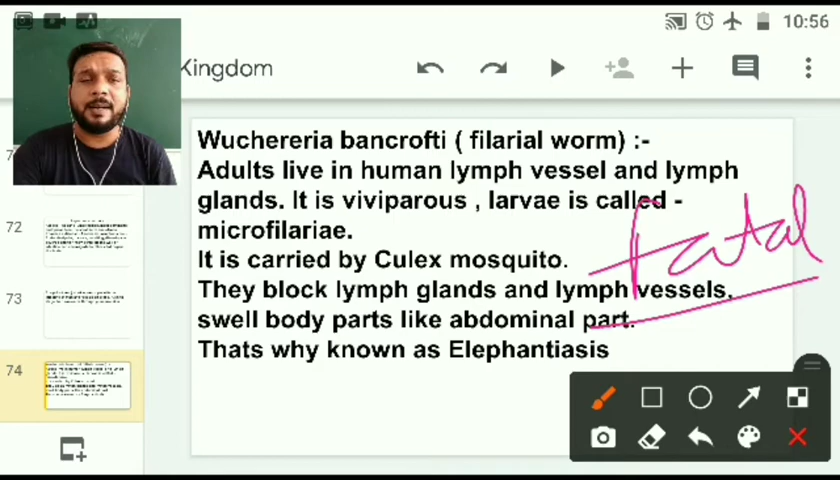 10:56
Kingdom
Wuchereria bancrofti ( filarial worm) :-
Adults live in human lymph vessel and lymph
glands. It is viviparous , larvae is called -
microfilariae.
It is carried by Culex mosquito.
They block lymph glands and lymph vessels,
swell body parts like abdominal part.
Thats why known as Elephantiasis
fatal
72
73
74